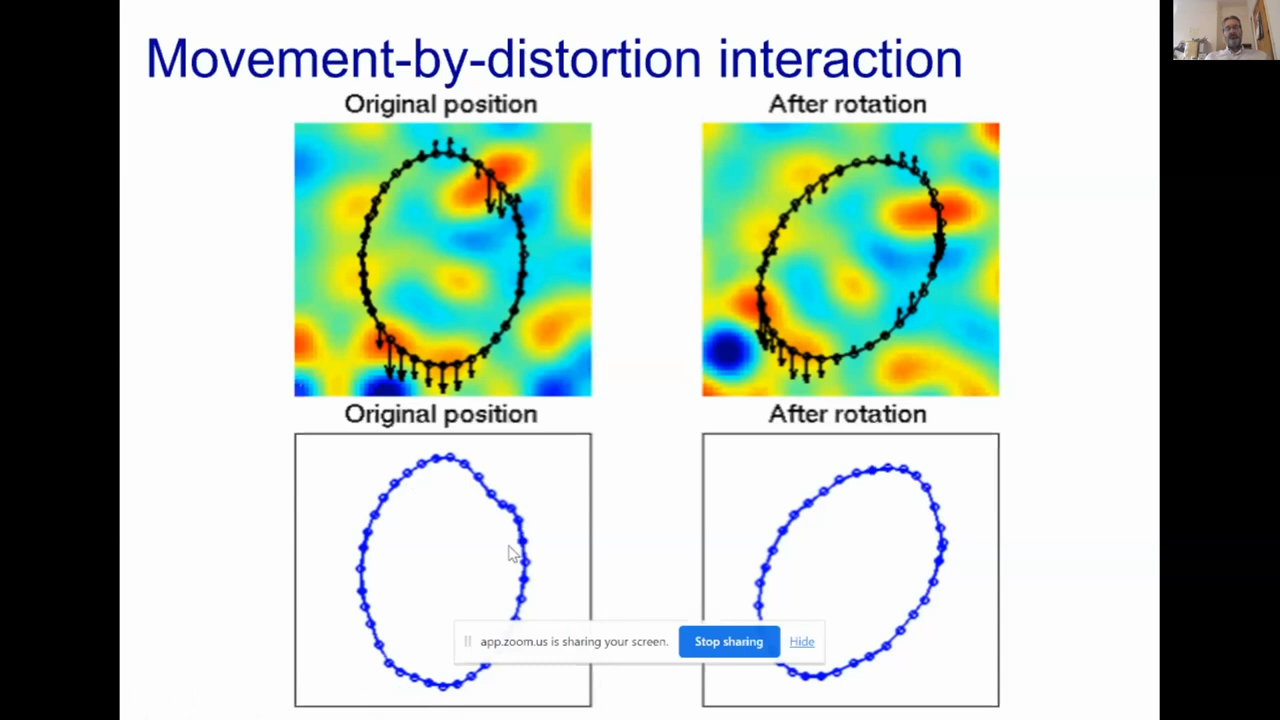 Movement-by-distortion interaction
Original position
After rotation
Original position
After rotation
app.zoom.us is sharing your screen.
Stop sharing
Hide